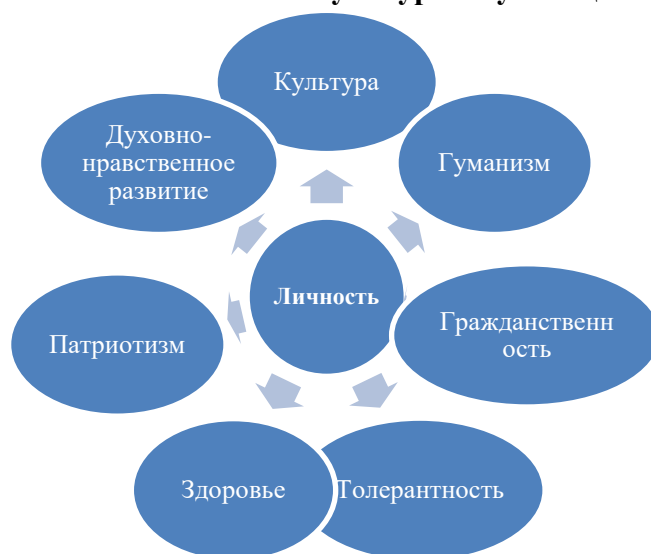 Культура
Духовно-
нравственное
развитие
Гуманизм
Личность
Гражданственн
ость
Патриотизм
Здоровье
Толерантность